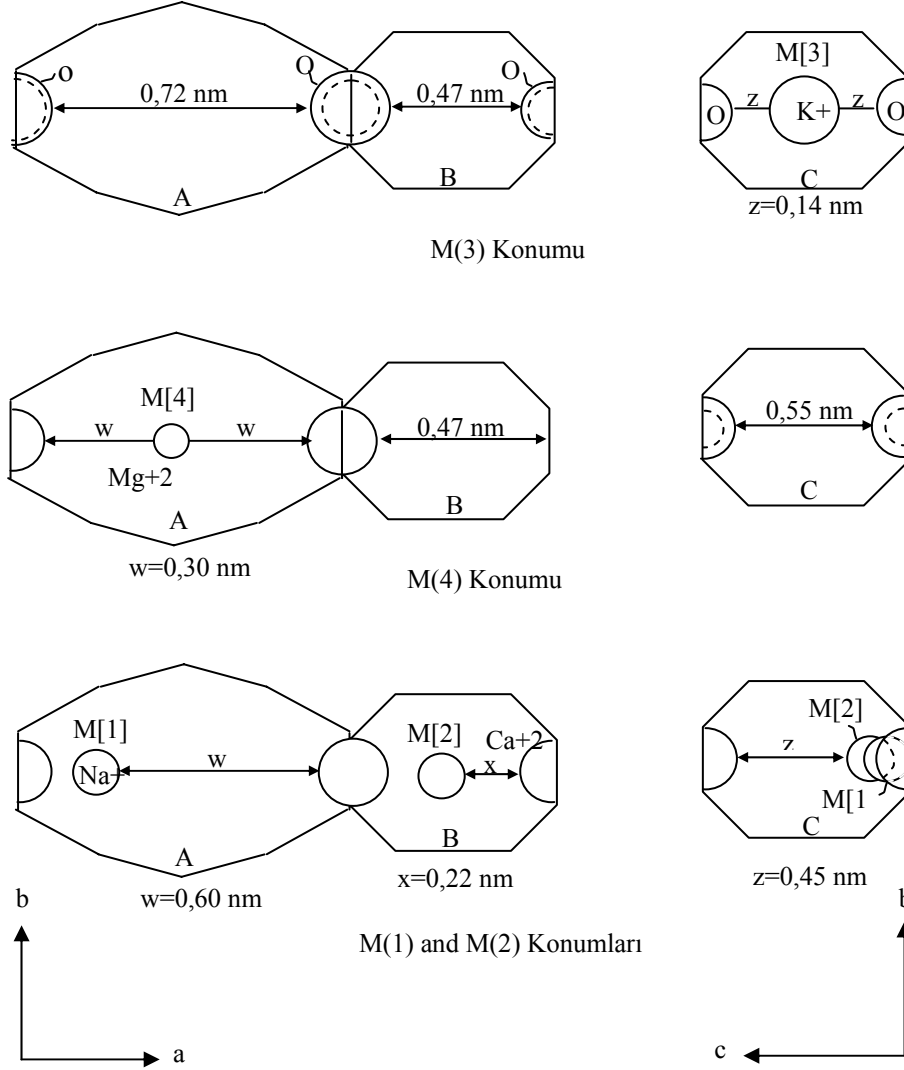 M[3]
O O O
0,72 nm 0,47 nm z K+ z
O O
A B C
z=0,14 nm
M(3) Konumu
M[4]
w w 0,47 nm 0,55 nm
Mg+2
A B C
w=0,30 nm
M(4) Konumu
M[1] M[2] Ca+2 M[2]
Na+ w x z
M[1
A B C
w=0,60 nm x=0,22 nm z=0,45 nm
b b
M(1) and M(2) Konumları
a c